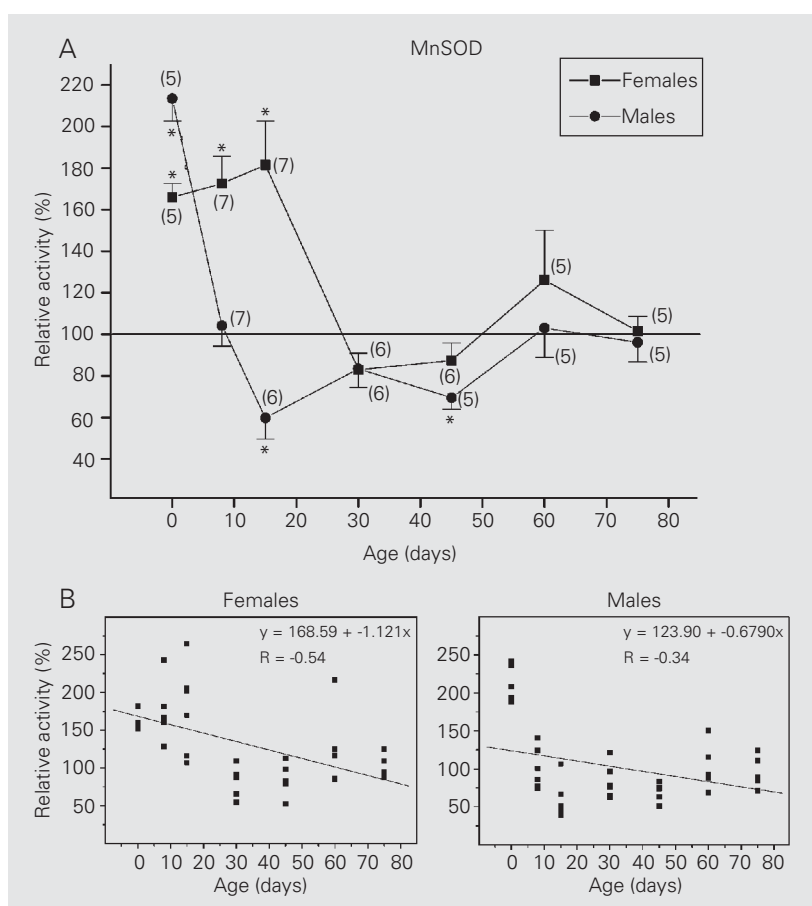 A
MnSOD
Females
Males
Relative activity (%)
220
200
180
160
140
120
100
80
60
40
(5)
*
*
(5)
*
(7)
*
(7)
(7)
(6)
*
(6)
(6)
(6)
(5)
*
(5)
(5)
(5)
(5)
0 10 20 30 40 50 60 70 80
Age (days)
B
Females
y = 168.59 + -1.121x
R = -0.54
Relative activity (%)
250
200
150
100
50
0 10 20 30 40 50 60 70 80
Age (days)
Males
y = 123.90 + -0.6790x
R = -0.34
250
200
150
100
50
0 10 20 30 40 50 60 70 80
Age (days)